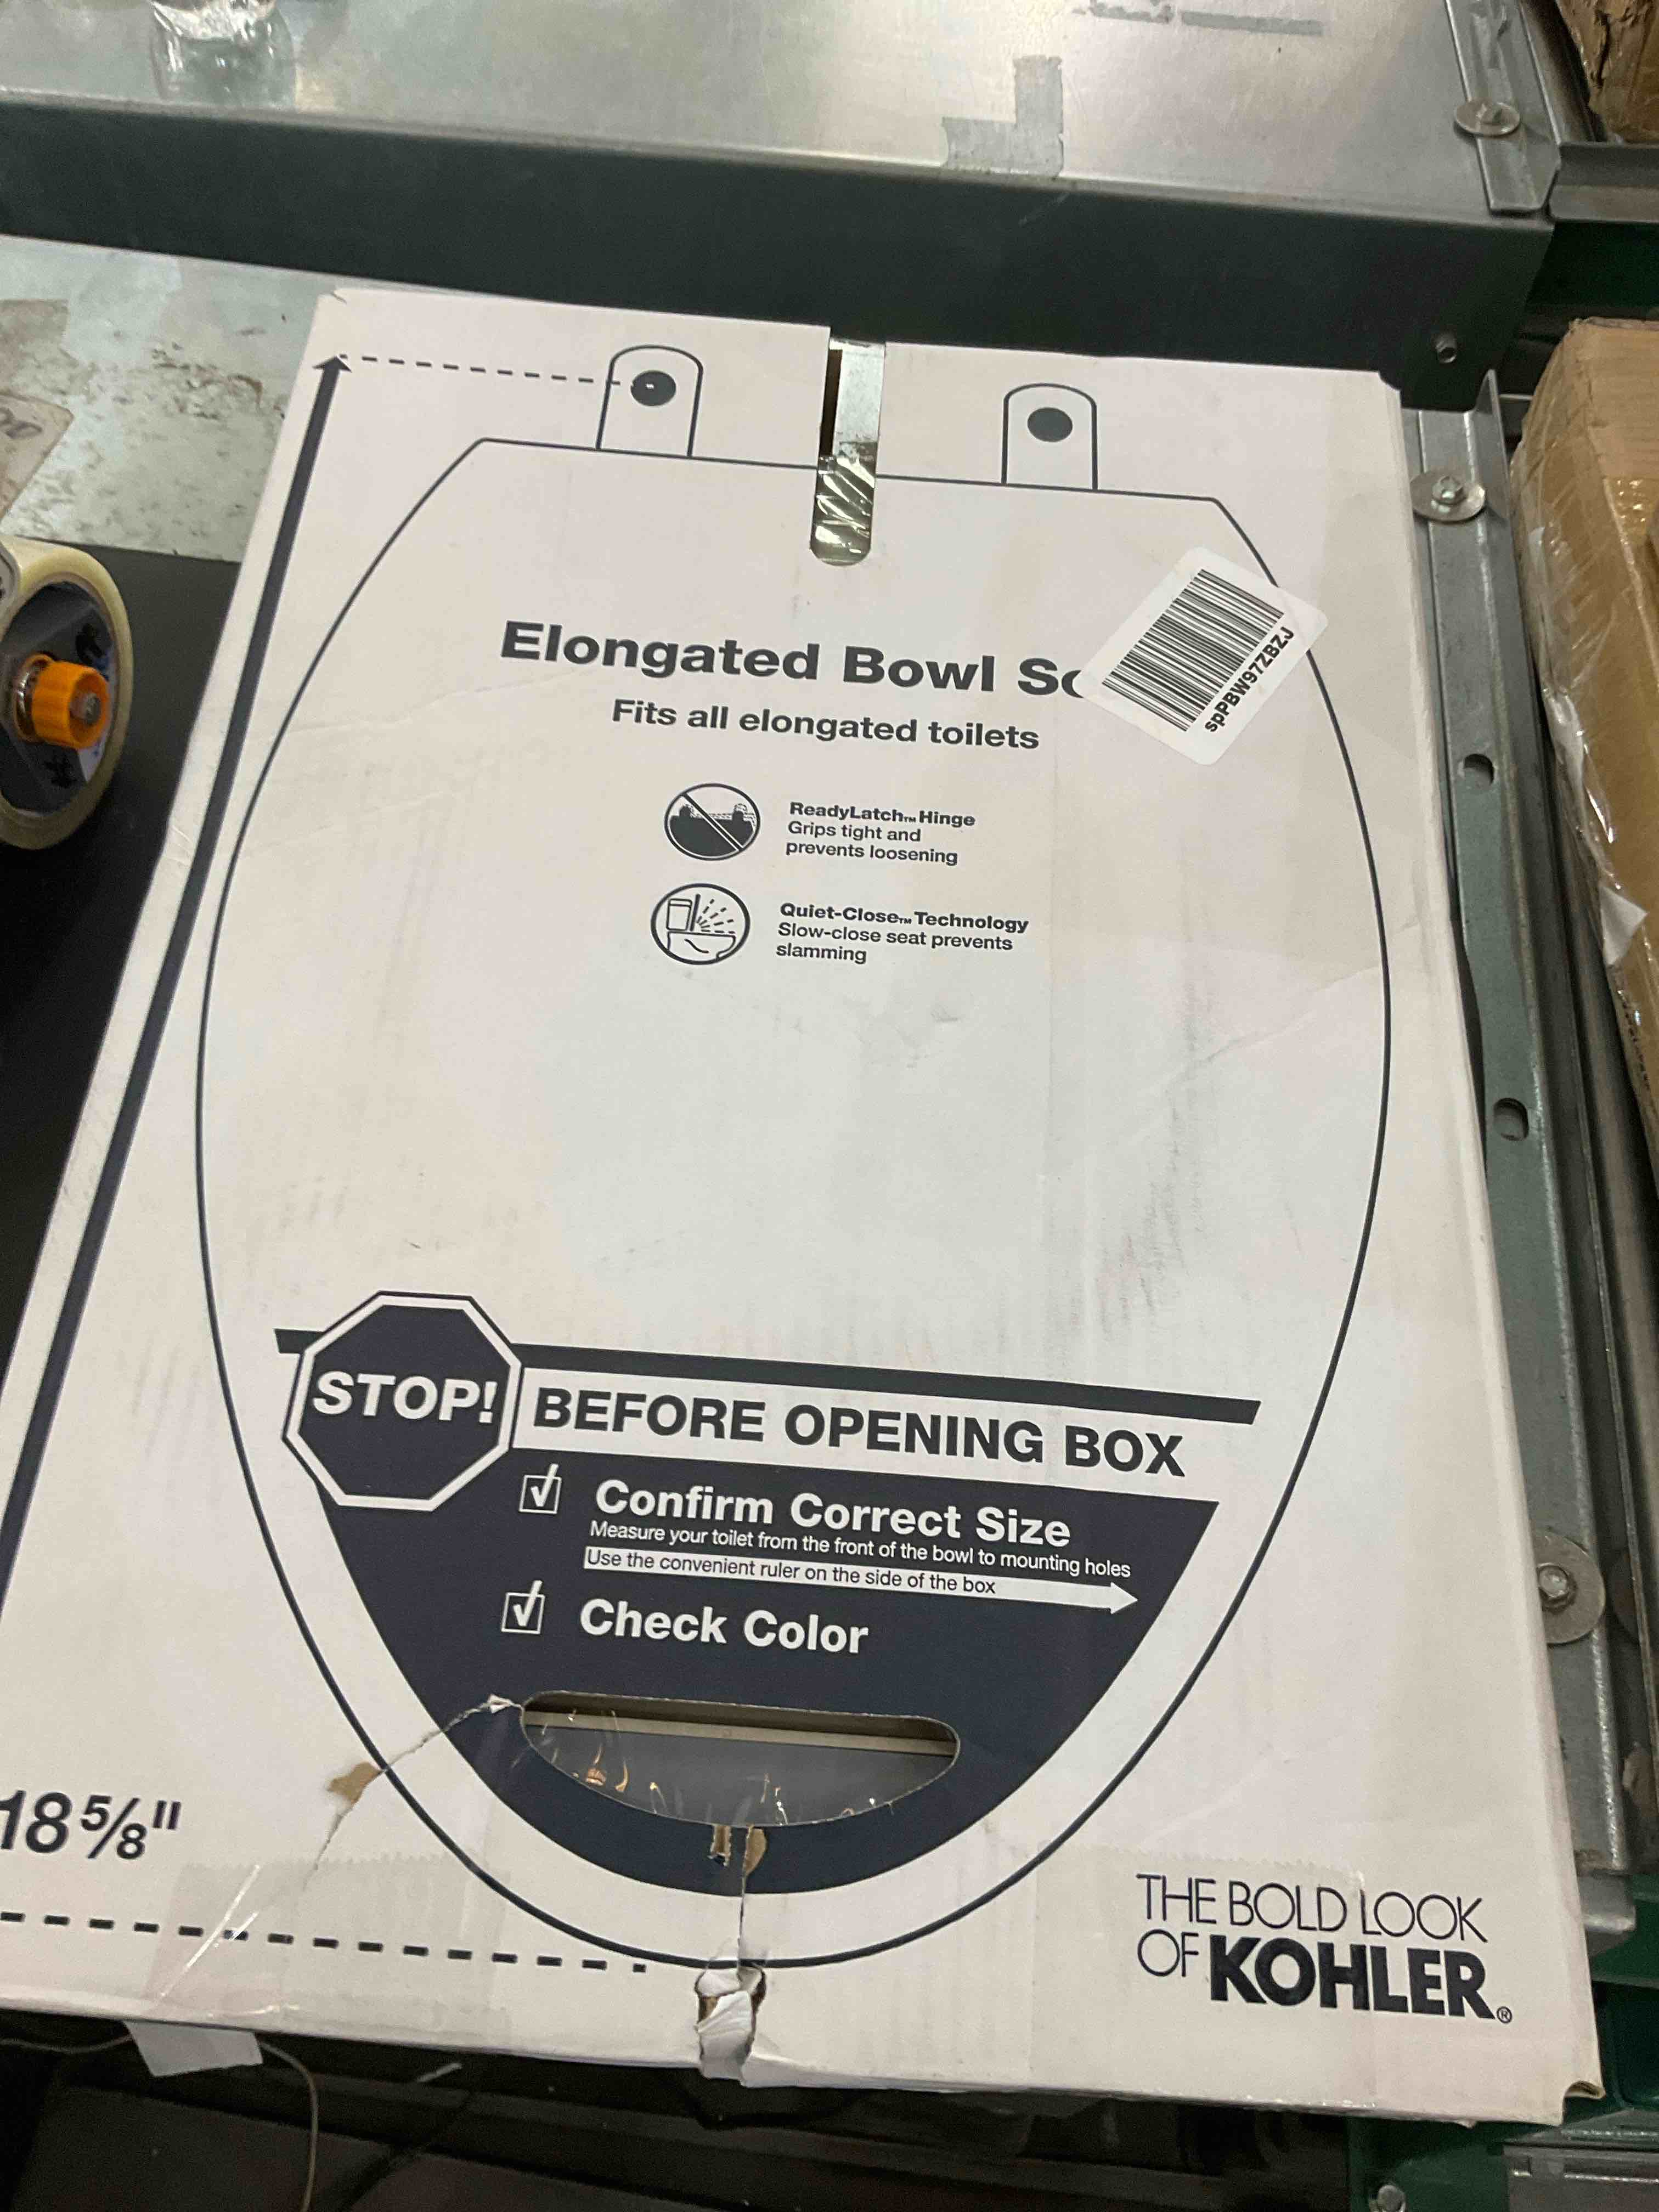 Elongated Bowl
Fits all elongated toilets
spPBW97ZBZJ
ReadyLatch™ Hinge
Grips tight and
prevents loosening
Quiet-Close™ Technology
Slow-close seat prevents
slamming
STOP! BEFORE OPENING BOX
Confirm Correct Size
Measure your toilet from the front of the bowl to mounting holes
Use the convenient ruler on the side of the box
Check Color
18 5/8"
THE BOLD LOOK
OF KOHLER®